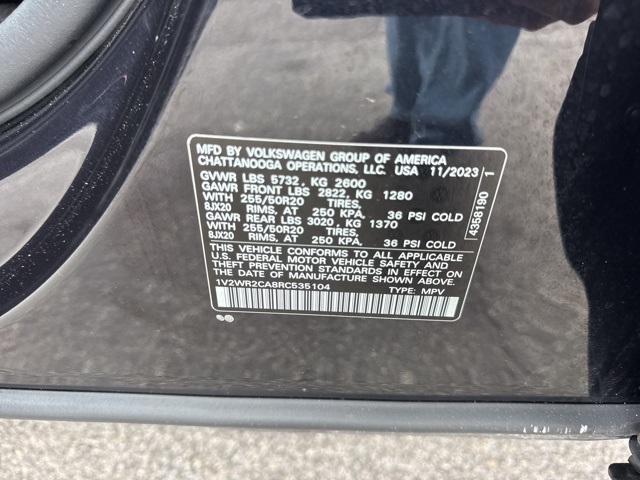 MFD BY VOLKSWAGEN GROUP OF AMERICA
CHATTANOOGA OPERATIONS, LLC. USA 11/2023
GVWR LBS 5732, KG 2600
GAWR FRONT LBS 2822, KG 1280
WITH 255/50R20 TIRES,
8JX20 RIMS, AT 250 KPA. 36 PSI COLD
GAWR REAR LBS 3020, KG 1370
WITH 255/50R20 TIRES,
8JX20 RIMS, AT 250 KPA. 36 PSI COLD
THIS VEHICLE CONFORMS TO ALL APPLICABLE
U.S. FEDERAL MOTOR VEHICLE SAFETY AND
THEFT PREVENTION STANDARDS IN EFFECT ON
THE DATE OF MANUFACTURE SHOWN ABOVE.
1V2WR2CA8RC535104 TYPE: MPV
4358190 1